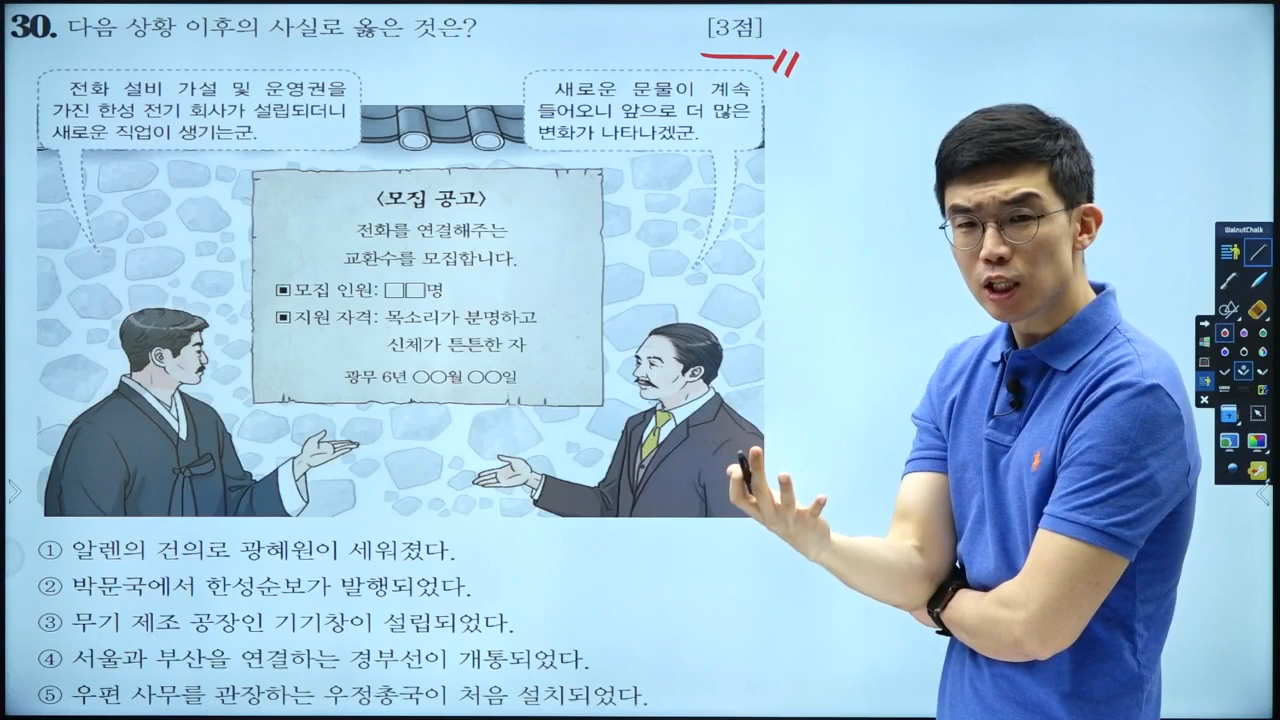 30. 다음 상황 이후의 사실로 옳은 것은? [3점]
전화 설비 가설 및 운영권을
가진 한성 전기 회사가 설립되더니
새로운 직업이 생기는군.
새로운 문물이 계속
들어오니 앞으로 더 많은
변화가 나타나겠군.
〈모집 공고〉
전화를 연결해주는
교환수를 모집합니다.
▣ 모집 인원: □□명
▣ 지원 자격: 목소리가 분명하고
신체가 튼튼한 자
광무 6년 ○○월 ○○일
① 알렌의 건의로 광혜원이 세워졌다.
② 박문국에서 한성순보가 발행되었다.
③ 무기 제조 공장인 기기창이 설립되었다.
④ 서울과 부산을 연결하는 경부선이 개통되었다.
⑤ 우편 사무를 관장하는 우정총국이 처음 설치되었다.
WalnutChalk